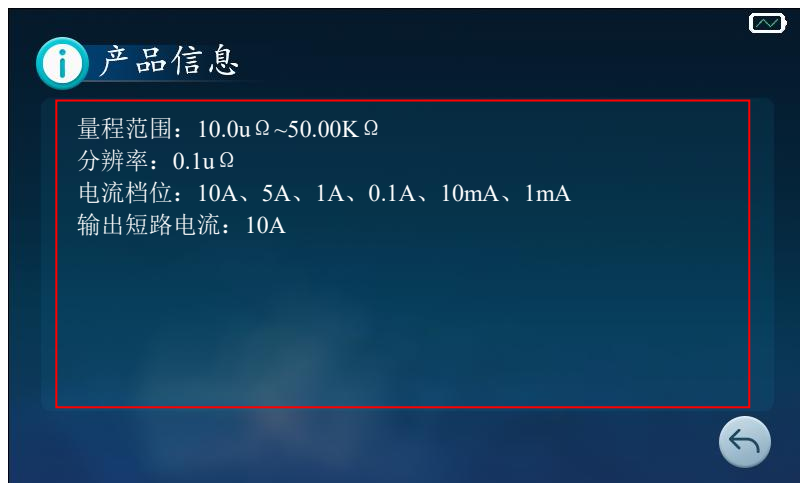 产品信息
量程范围：10.0uΩ~50.00KΩ
分辨率：0.1uΩ
电流档位：10A、5A、1A、0.1A、10mA、1mA
输出短路电流：10A